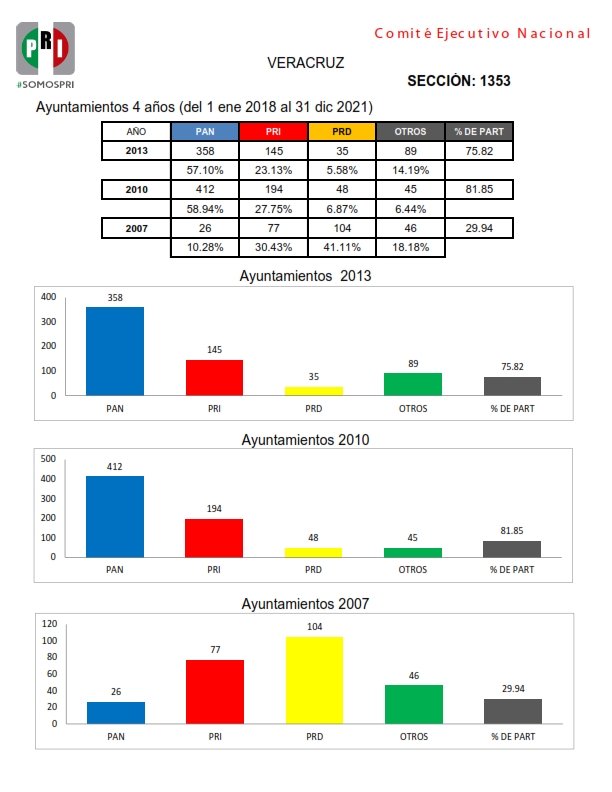 Comité Ejecutivo Nacional
PRI
#SOMOSPRI
VERACRUZ
SECCIÓN: 1353
Ayuntamientos 4 años (del 1 ene 2018 al 31 dic 2021)
AÑO PAN PRI PRD OTROS % DE PART
2013 358 145 35 89 75.82
57.10% 23.13% 5.58% 14.19%
2010 412 194 48 45 81.85
58.94% 27.75% 6.87% 6.44%
2007 26 77 104 46 29.94
10.28% 30.43% 41.11% 18.18%
Ayuntamientos 2013
400
300
200
100
0
358 145 35 89 75.82
PAN PRI PRD OTROS % DE PART
Ayuntamientos 2010
500
400
300
200
100
0
412 194 48 45 81.85
PAN PRI PRD OTROS % DE PART
Ayuntamientos 2007
120
100
80
60
40
20
0
26 77 104 46 29.94
PAN PRI PRD OTROS % DE PART